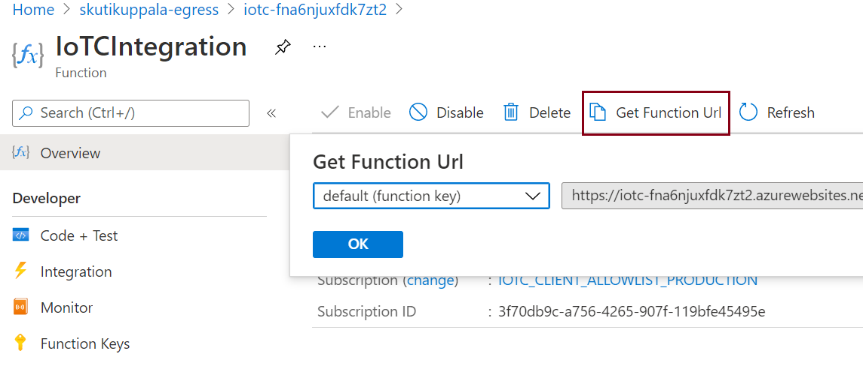 Home > skutikuppala-egress > iotc-fna6njuxfdk7zt2 >
{fx} IoTCIntegration ...
Function
Search (Ctrl+/) «
Enable Disable Delete Get Function Url Refresh
{fx} Overview
Get Function Url
default (function key) https://iotc-fna6njuxfdk7zt2.azurewebsites.ne
OK
Developer
Code + Test
Integration
Monitor
Function Keys
Subscription (change) : IOTC_CLIENT_ALLOWLIST_PRODUCTION
Subscription ID : 3f70db9c-a756-4265-907f-119bfe45495e